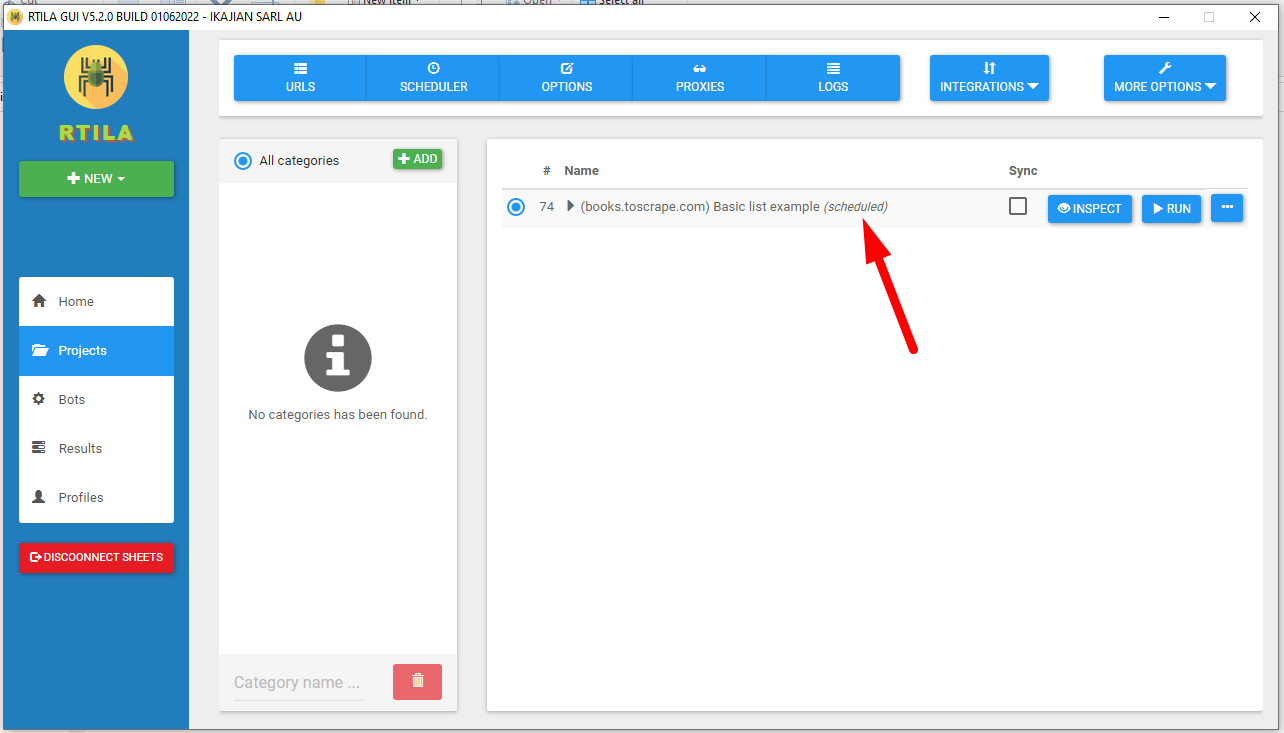 RTILA GUI V5.2.0 BUILD 01062022 - IKAJIAN SARL AU
RTILA
NEW
Home
Projects
Bots
Results
Profiles
DISCOONNECT SHEETS
URLS
SCHEDULER
OPTIONS
PROXIES
LOGS
INTEGRATIONS
MORE OPTIONS
All categories
ADD
No categories has been found.
Category name ...
# Name Sync
74 (books.toscrape.com) Basic list example (scheduled) INSPECT RUN